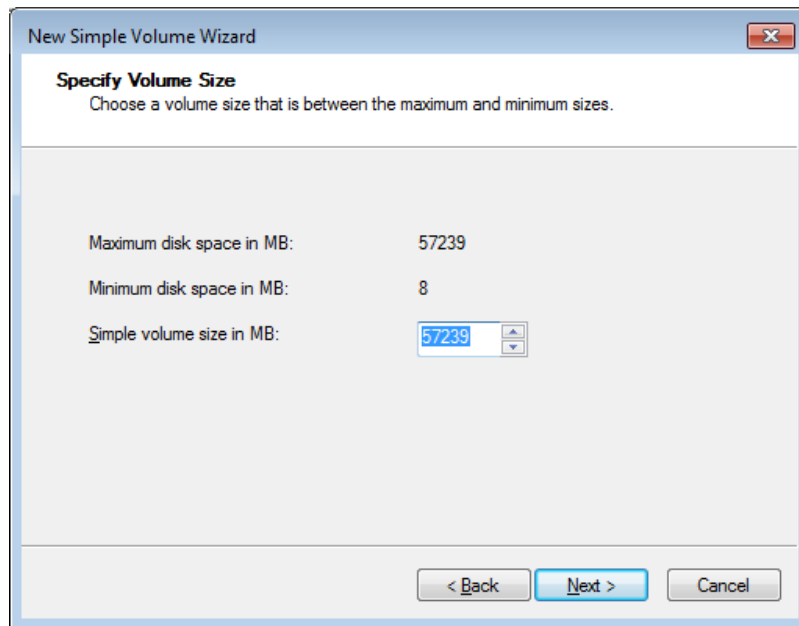 New Simple Volume Wizard
Specify Volume Size
Choose a volume size that is between the maximum and minimum sizes.
Maximum disk space in MB: 57239
Minimum disk space in MB: 8
Simple volume size in MB: 57239
< Back Next > Cancel